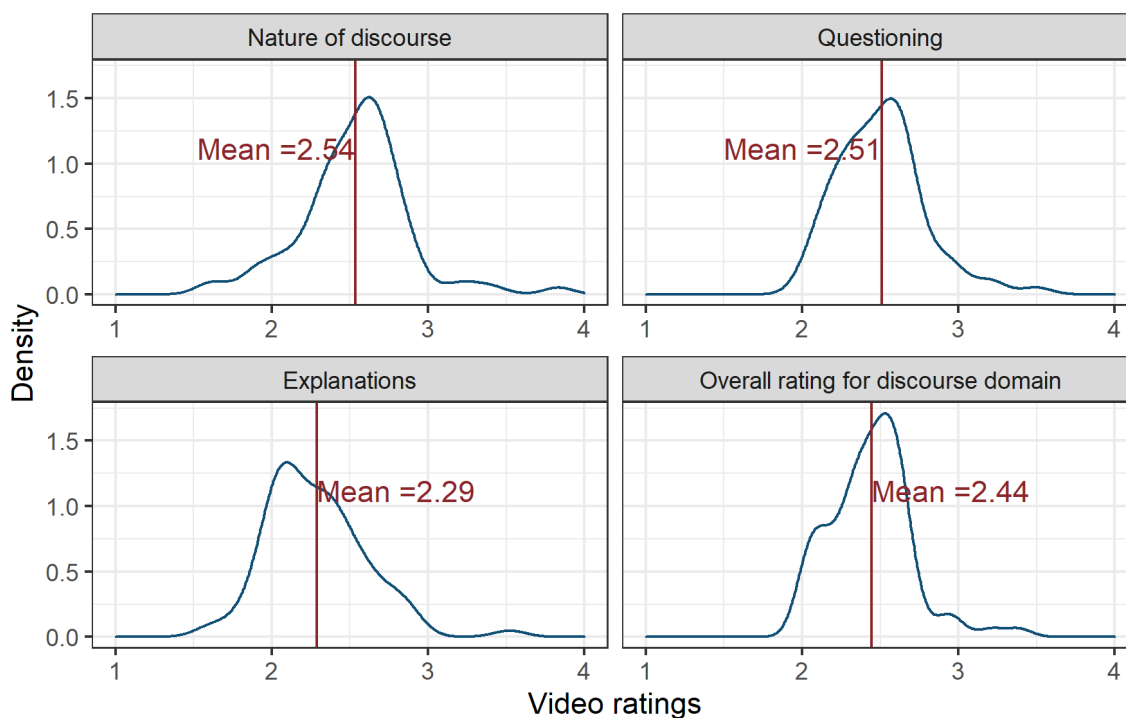 Nature of discourse
Questioning
1.5
1.0
0.5
0.0
Mean =2.54
Mean =2.51
1 2 3 4
1 2 3 4
Explanations
Overall rating for discourse domain
1.5
1.0
0.5
0.0
Mean =2.29
Mean =2.44
1 2 3 4
1 2 3 4
Density
Video ratings